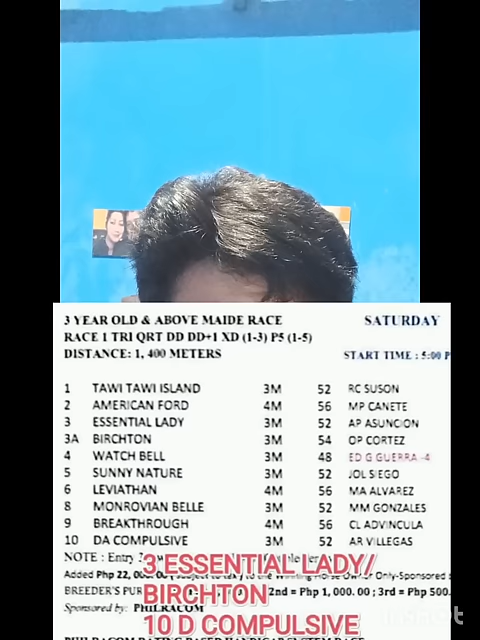 3 YEAR OLD & ABOVE MAIDE RACE SATURDAY
RACE 1 TRI QRT DD DD+1 XD (1-3) P5 (1-5)
DISTANCE: 1, 400 METERS START TIME : 5:00 P
1 TAWI TAWI ISLAND 3M 52 RC SUSON
2 AMERICAN FORD 4M 56 MP CANETE
3 ESSENTIAL LADY 3M 52 AP ASUNCION
3A BIRCHTON 3M 54 OP CORTEZ
4 WATCH BELL 3M 48 ED G GUERRA -4
5 SUNNY NATURE 3M 52 JOL SIEGO
6 LEVIATHAN 4M 56 MA ALVAREZ
8 MONROVIAN BELLE 3M 52 MM GONZALES
9 BREAKTHROUGH 4M 56 CL ADVINCULA
10 DA COMPULSIVE 3M 52 AR VILLEGAS
NOTE : Entry
3 ESSENTIAL LADY/
Added Php 22, Only-Sponsored
BIRCHTON
BREEDER'S 2nd = Php 1, 000. 00 ; 3rd = Php 500.
Sponsored by: PHILRACOM
10 D COMPULSIVE